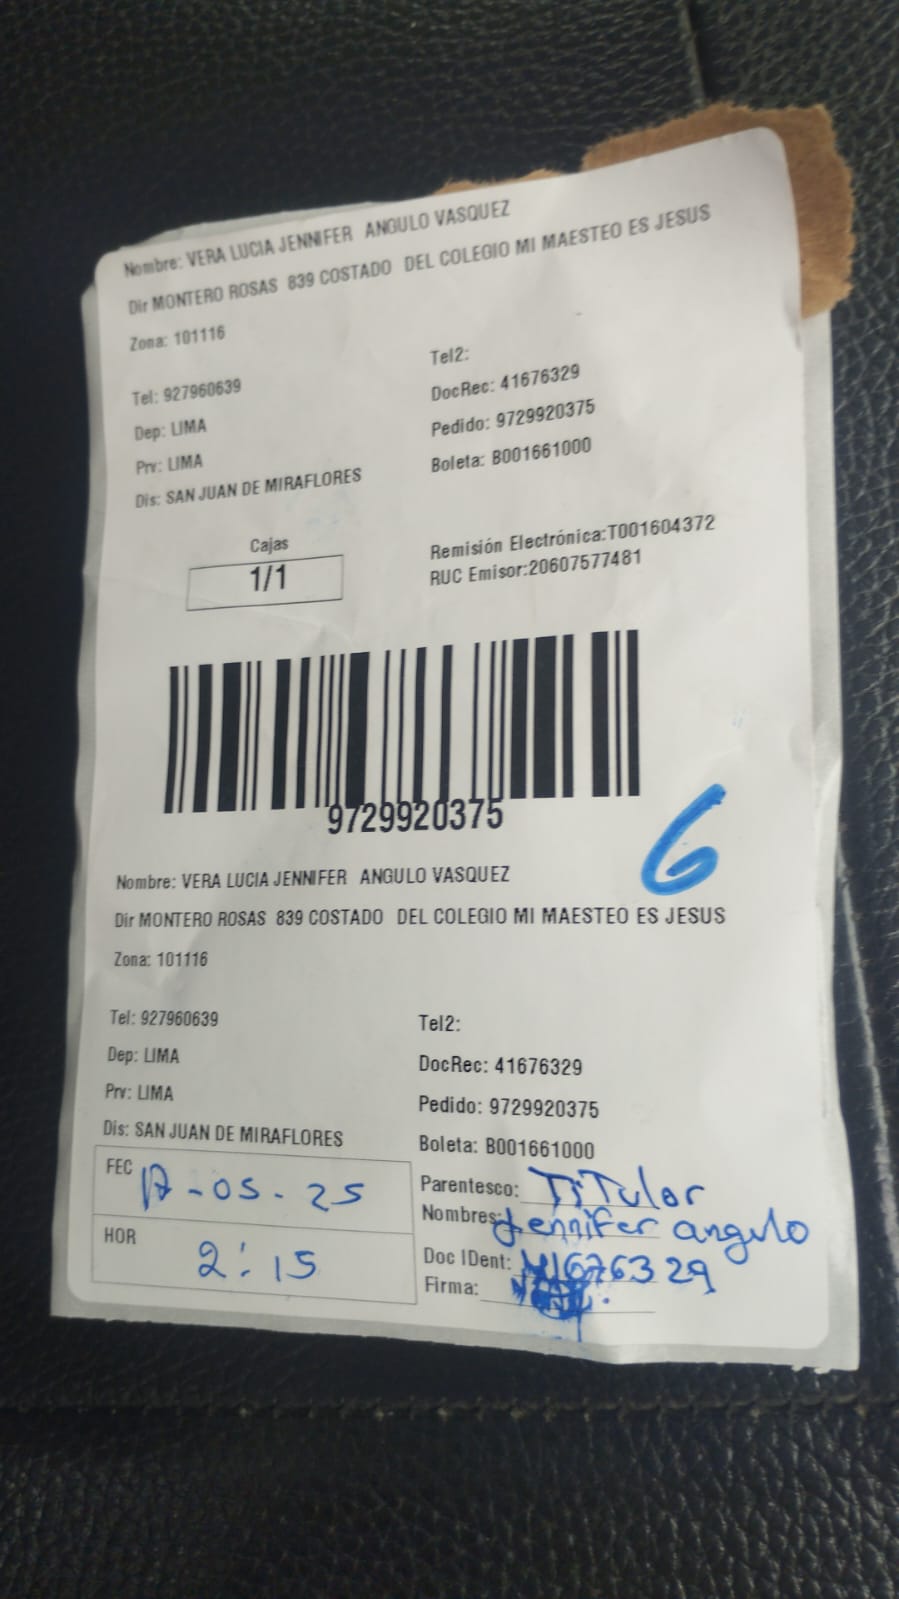 Nombre: VERA LUCIA JENNIFER ANGULO VASQUEZ
Dir MONTERO ROSAS 839 COSTADO DEL COLEGIO MI MAESTEO ES JESUS
Zona: 101116
Tel: 927960639 Tel2:
Dep: LIMA DocRec: 41676329
Prv: LIMA Pedido: 9729920375
Dis: SAN JUAN DE MIRAFLORES Boleta: B001661000
Cajas Remisión Electrónica:T001604372
1/1 RUC Emisor:20607577481
9729920375
6
Nombre: VERA LUCIA JENNIFER ANGULO VASQUEZ
Dir MONTERO ROSAS 839 COSTADO DEL COLEGIO MI MAESTEO ES JESUS
Zona: 101116
Tel: 927960639 Tel2:
Dep: LIMA DocRec: 41676329
Prv: LIMA Pedido: 9729920375
Dis: SAN JUAN DE MIRAFLORES Boleta: B001661000
FEC 17-05-25 Parentesco: TiTular
Nombres: Jennifer angulo
HOR 2:15 Doc IDent: 41676329
Firma: